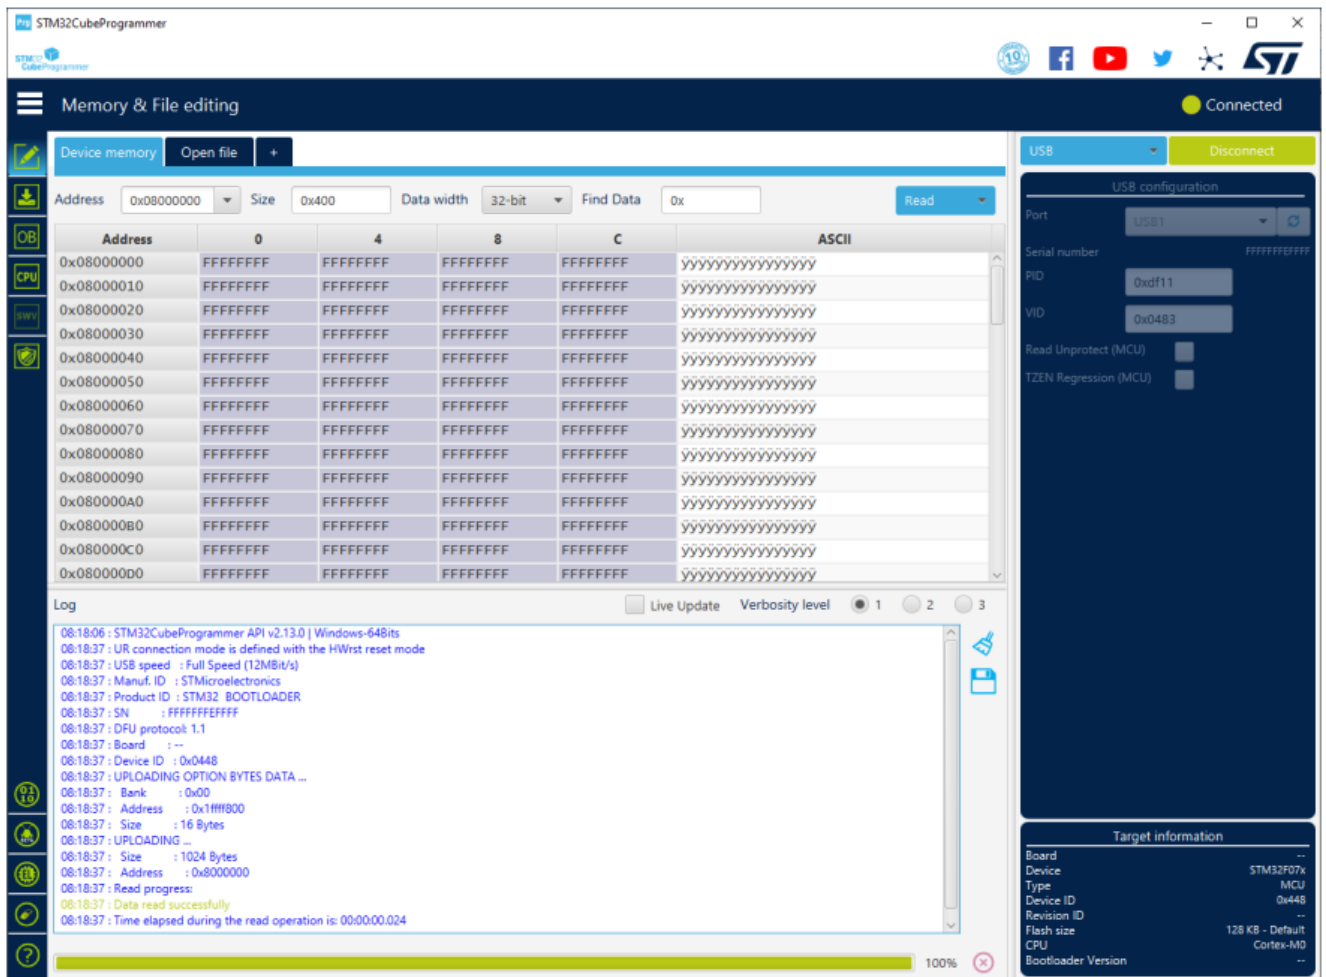 STM32CubeProgrammer
STM32
CubeProgrammer
Memory & File editing
Connected
Device memory Open file +
USB Disconnect
Address 0x08000000 Size 0x400 Data width 32-bit Find Data 0x Read
Address 0 4 8 C ASCII
0x08000000 FFFFFFFF FFFFFFFF FFFFFFFF FFFFFFFF ÿÿÿÿÿÿÿÿÿÿÿÿÿÿÿÿ
0x08000010 FFFFFFFF FFFFFFFF FFFFFFFF FFFFFFFF ÿÿÿÿÿÿÿÿÿÿÿÿÿÿÿÿ
0x08000020 FFFFFFFF FFFFFFFF FFFFFFFF FFFFFFFF ÿÿÿÿÿÿÿÿÿÿÿÿÿÿÿÿ
0x08000030 FFFFFFFF FFFFFFFF FFFFFFFF FFFFFFFF ÿÿÿÿÿÿÿÿÿÿÿÿÿÿÿÿ
0x08000040 FFFFFFFF FFFFFFFF FFFFFFFF FFFFFFFF ÿÿÿÿÿÿÿÿÿÿÿÿÿÿÿÿ
0x08000050 FFFFFFFF FFFFFFFF FFFFFFFF FFFFFFFF ÿÿÿÿÿÿÿÿÿÿÿÿÿÿÿÿ
0x08000060 FFFFFFFF FFFFFFFF FFFFFFFF FFFFFFFF ÿÿÿÿÿÿÿÿÿÿÿÿÿÿÿÿ
0x08000070 FFFFFFFF FFFFFFFF FFFFFFFF FFFFFFFF ÿÿÿÿÿÿÿÿÿÿÿÿÿÿÿÿ
0x08000080 FFFFFFFF FFFFFFFF FFFFFFFF FFFFFFFF ÿÿÿÿÿÿÿÿÿÿÿÿÿÿÿÿ
0x08000090 FFFFFFFF FFFFFFFF FFFFFFFF FFFFFFFF ÿÿÿÿÿÿÿÿÿÿÿÿÿÿÿÿ
0x080000A0 FFFFFFFF FFFFFFFF FFFFFFFF FFFFFFFF ÿÿÿÿÿÿÿÿÿÿÿÿÿÿÿÿ
0x080000B0 FFFFFFFF FFFFFFFF FFFFFFFF FFFFFFFF ÿÿÿÿÿÿÿÿÿÿÿÿÿÿÿÿ
0x080000C0 FFFFFFFF FFFFFFFF FFFFFFFF FFFFFFFF ÿÿÿÿÿÿÿÿÿÿÿÿÿÿÿÿ
0x080000D0 FFFFFFFF FFFFFFFF FFFFFFFF FFFFFFFF ÿÿÿÿÿÿÿÿÿÿÿÿÿÿÿÿ
OB
CPU
SWV
Log Live Update Verbosity level 1 2 3
08:18:06 : STM32CubeProgrammer API v2.13.0 | Windows-64Bits
08:18:37 : UR connection mode is defined with the HWrst reset mode
08:18:37 : USB speed : Full Speed (12MBit/s)
08:18:37 : Manuf. ID : STMicroelectronics
08:18:37 : Product ID : STM32 BOOTLOADER
08:18:37 : SN : FFFFFFFEFFFF
08:18:37 : DFU protocol: 1.1
08:18:37 : Board : --
08:18:37 : Device ID : 0x0448
08:18:37 : UPLOADING OPTION BYTES DATA ...
08:18:37 : Bank : 0x00
08:18:37 : Address : 0x1ffff800
08:18:37 : Size : 16 Bytes
08:18:37 : UPLOADING ...
08:18:37 : Size : 1024 Bytes
08:18:37 : Address : 0x8000000
08:18:37 : Read progress:
08:18:37 : Data read successfully
08:18:37 : Time elapsed during the read operation is: 00:00:00.024
100%
USB configuration
Port USB1
Serial number FFFFFFFEFFFF
PID 0xdf11
VID 0x0483
Read Unprotect (MCU)
TZEN Regression (MCU)
Target information
Board --
Device STM32F07x
Type MCU
Device ID 0x448
Revision ID --
Flash size 128 KB - Default
CPU Cortex-M0
Bootloader Version --